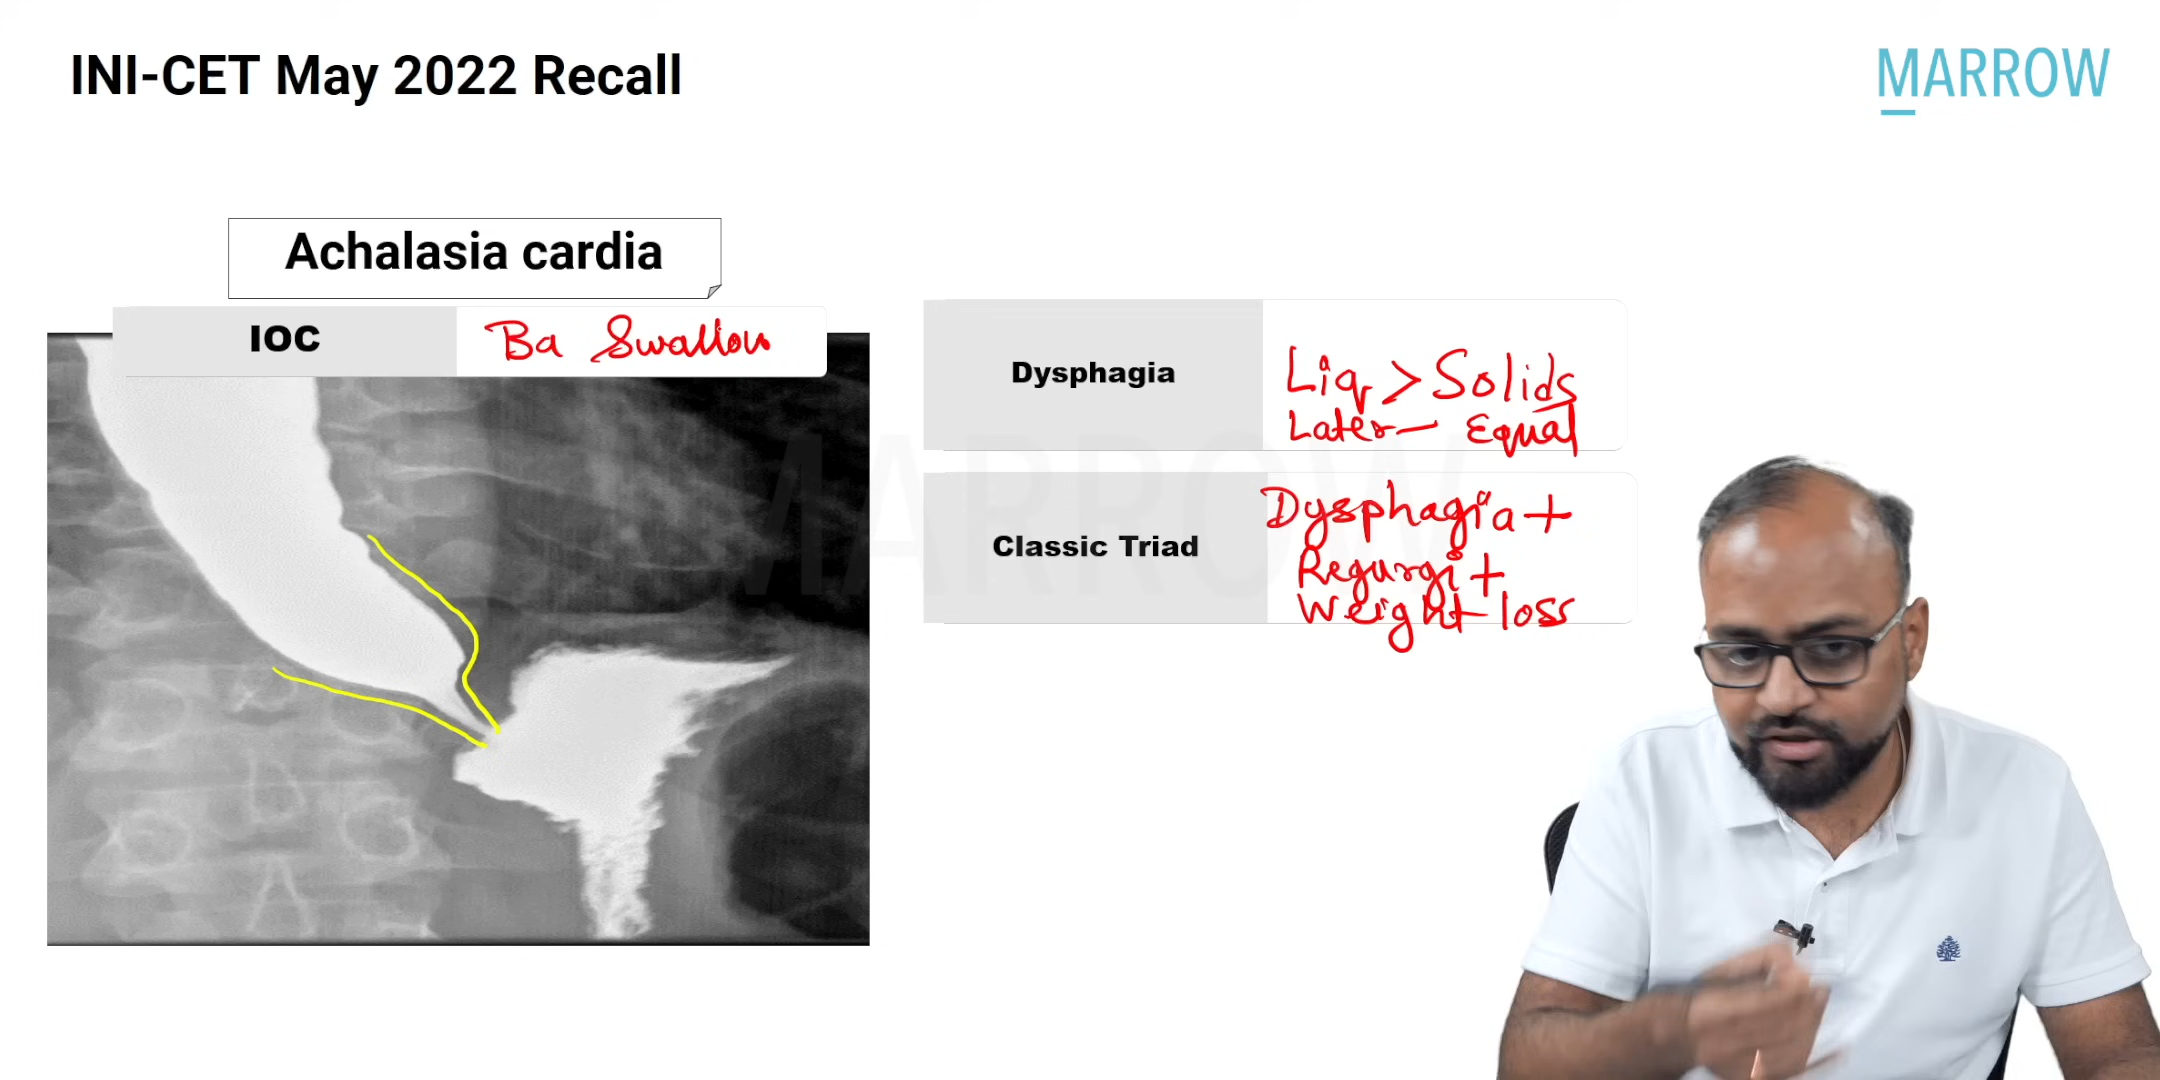 INI-CET May 2022 Recall
MARROW
Achalasia cardia
IOC
Ba Swallow
Dysphagia
Liq > Solids
Later - Equal
Classic Triad
Dysphagia +
Regurgi +
Weight loss
MARROW